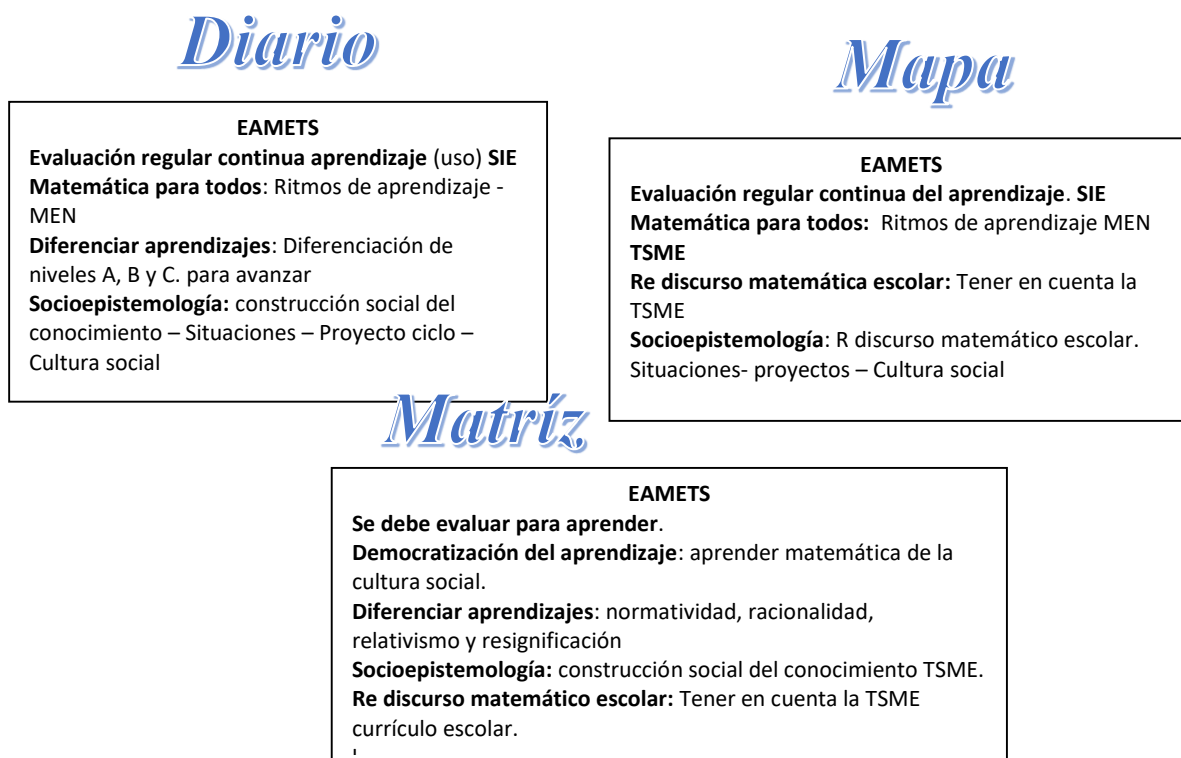 Diario
EAMETS
Evaluación regular continua aprendizaje (uso) SIE
Matemática para todos: Ritmos de aprendizaje -
MEN
Diferenciar aprendizajes: Diferenciación de
niveles A, B y C. para avanzar
Socioepistemología: construcción social del
conocimiento – Situaciones – Proyecto ciclo –
Cultura social
Mapa
EAMETS
Evaluación regular continua del aprendizaje. SIE
Matemática para todos:  Ritmos de aprendizaje MEN
TSME
Re discurso matemática escolar: Tener en cuenta la
TSME
Socioepistemología: R discurso matemático escolar.
Situaciones- proyectos – Cultura social
Matríz
EAMETS
Se debe evaluar para aprender.
Democratización del aprendizaje: aprender matemática de la
cultura social.
Diferenciar aprendizajes: normatividad, racionalidad,
relativismo y resignificación
Socioepistemología: construcción social del conocimiento TSME.
Re discurso matemático escolar: Tener en cuenta la TSME
currículo escolar.